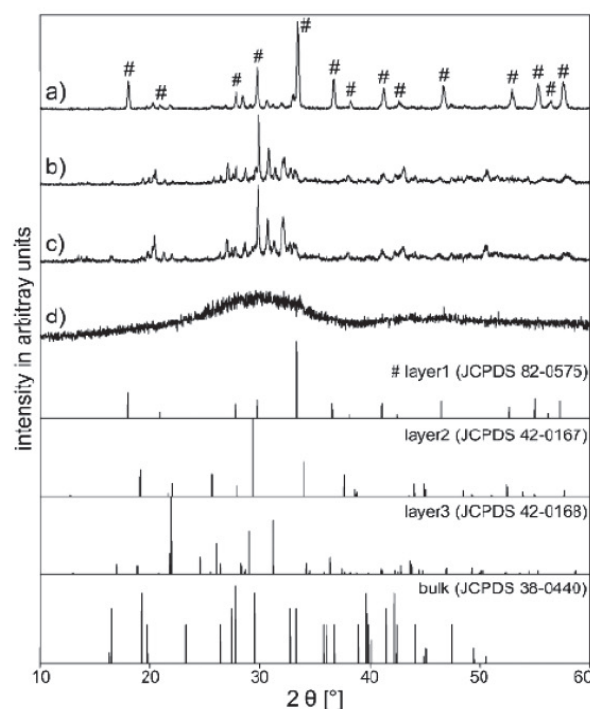 # # # # # # # # # # # # # #
a)
b)
c)
d)
intensity in arbitray units
# layer1 (JCPDS 82-0575)
layer2 (JCPDS 42-0167)
layer3 (JCPDS 42-0168)
bulk (JCPDS 38-0440)
10 20 30 40 50 60
2 θ [°]